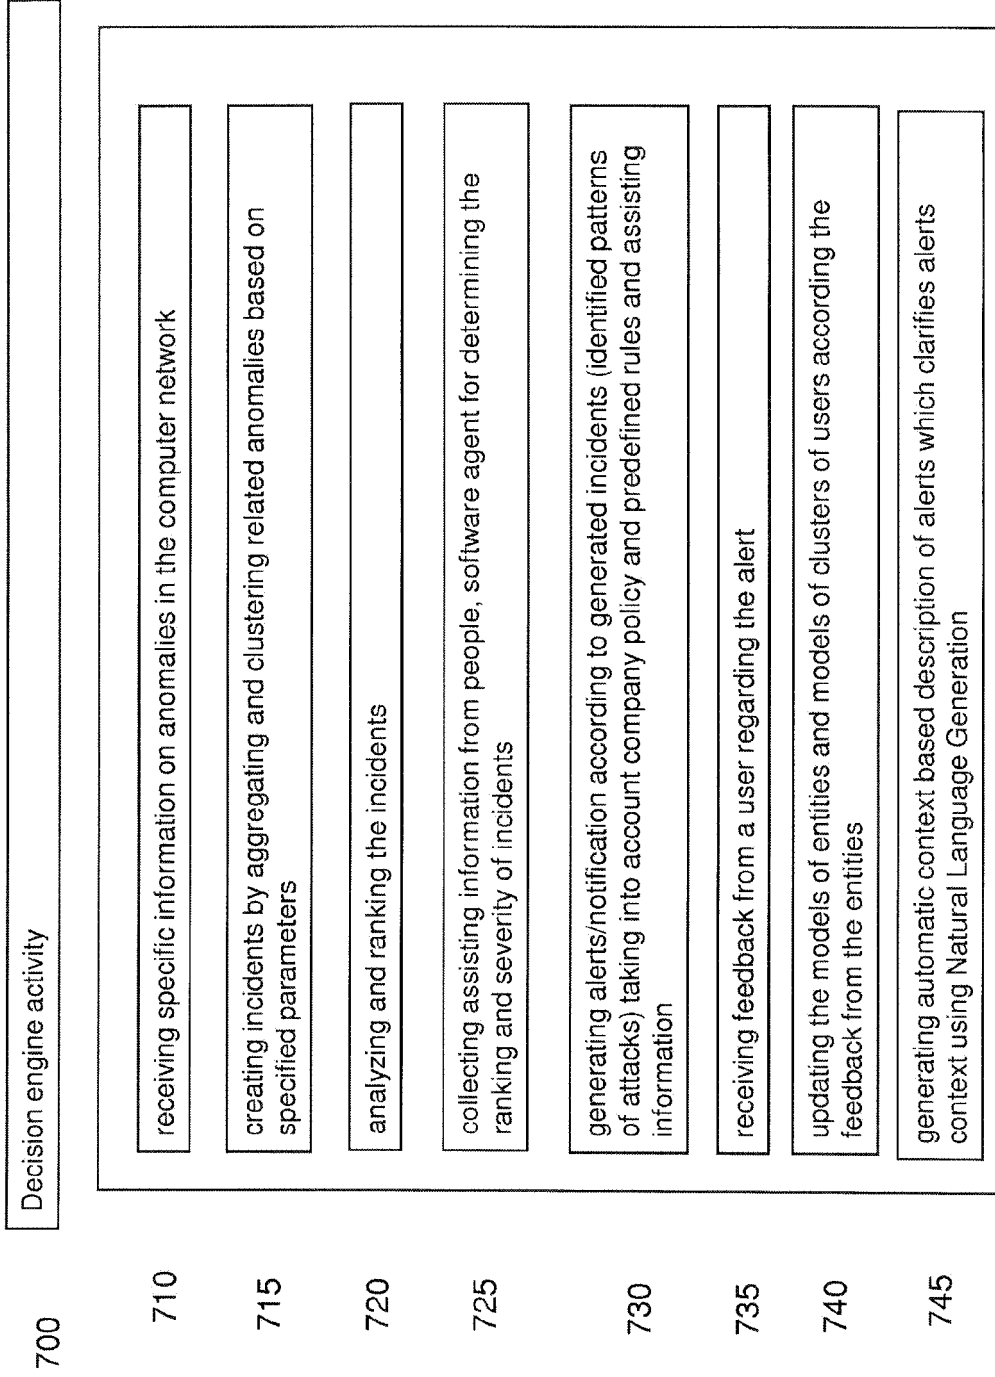 700
Decision engine activity
710
receiving specific information on anomalies in the computer network
715
creating incidents by aggregating and clustering related anomalies based on
specified parameters
720
analyzing and ranking the incidents
725
collecting assisting information from people, software agent for determining the
ranking and severity of incidents
730
generating alerts/notification according to generated incidents (identified patterns
of attacks) taking into account company policy and predefined rules and assisting
information
735
receiving feedback from a user regarding the alert
740
updating the models of entities and models of clusters of users according the
feedback from the entities
745
generating automatic context based description of alerts which clarifies alerts
context using Natural Language Generation